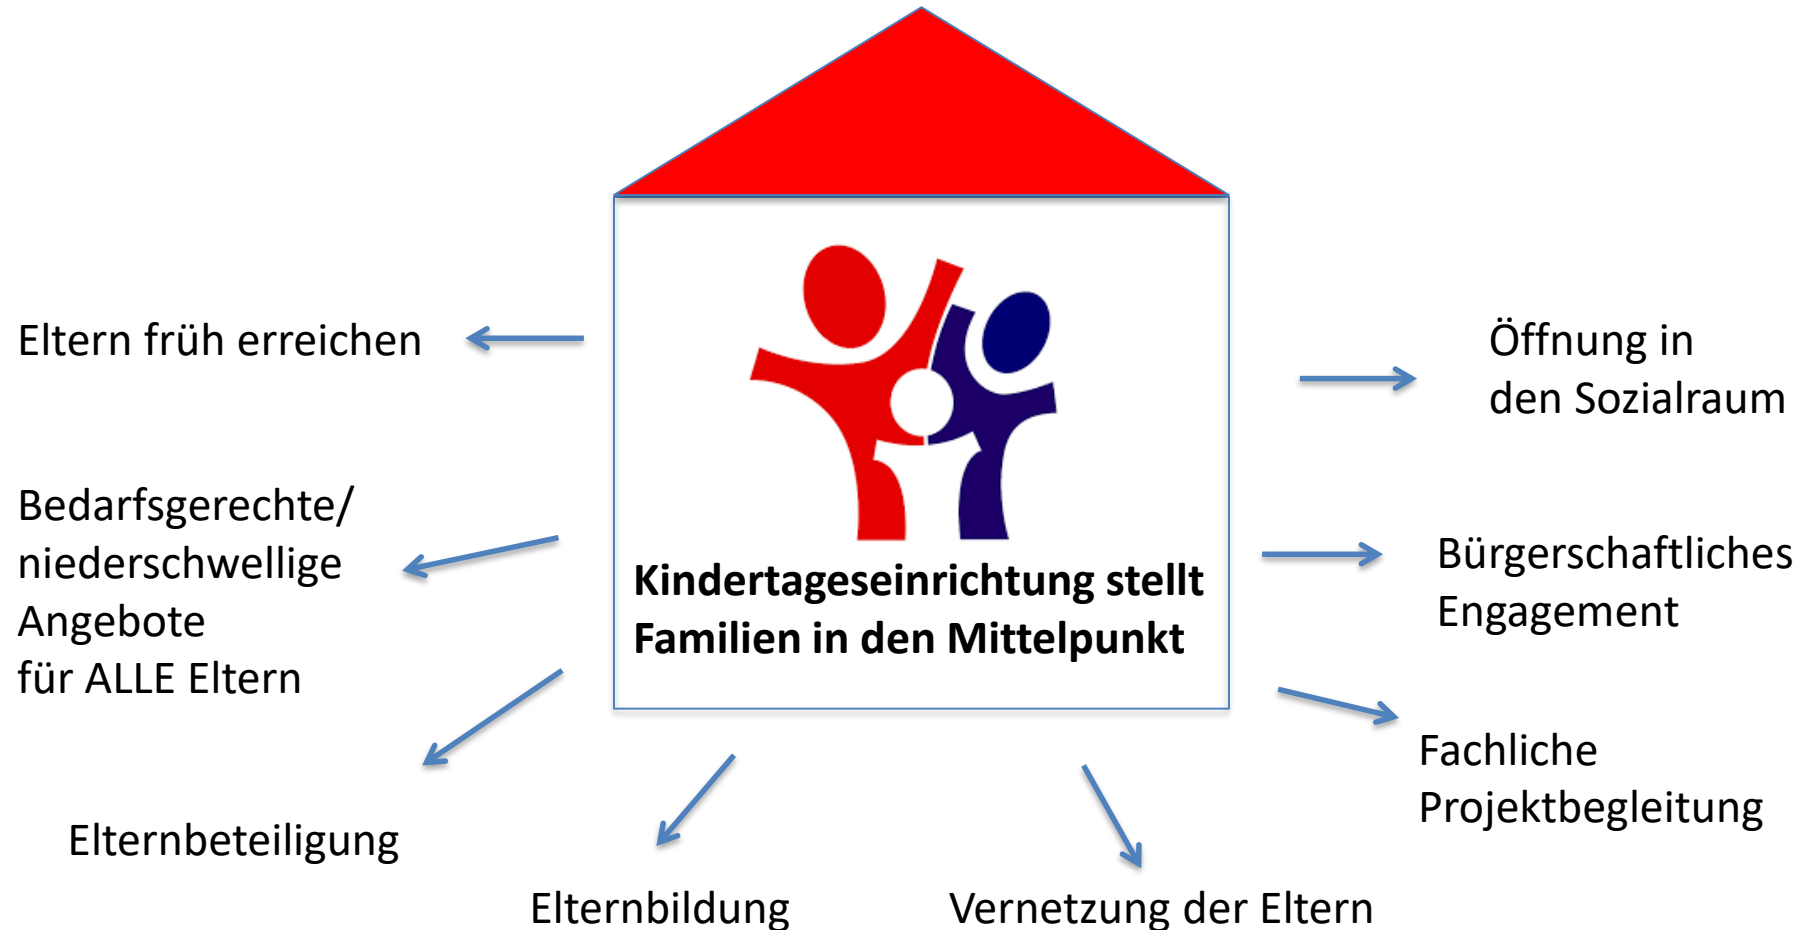 Eltern früh erreichen
Bedarfsgerechte/
niederschwellige
Angebote
für ALLE Eltern
Elternbeteiligung
Elternbildung
Kindertageseinrichtung stellt
Familien in den Mittelpunkt
Vernetzung der Eltern
Öffnung in
den Sozialraum
Bürgerschaftliches
Engagement
Fachliche
Projektbegleitung